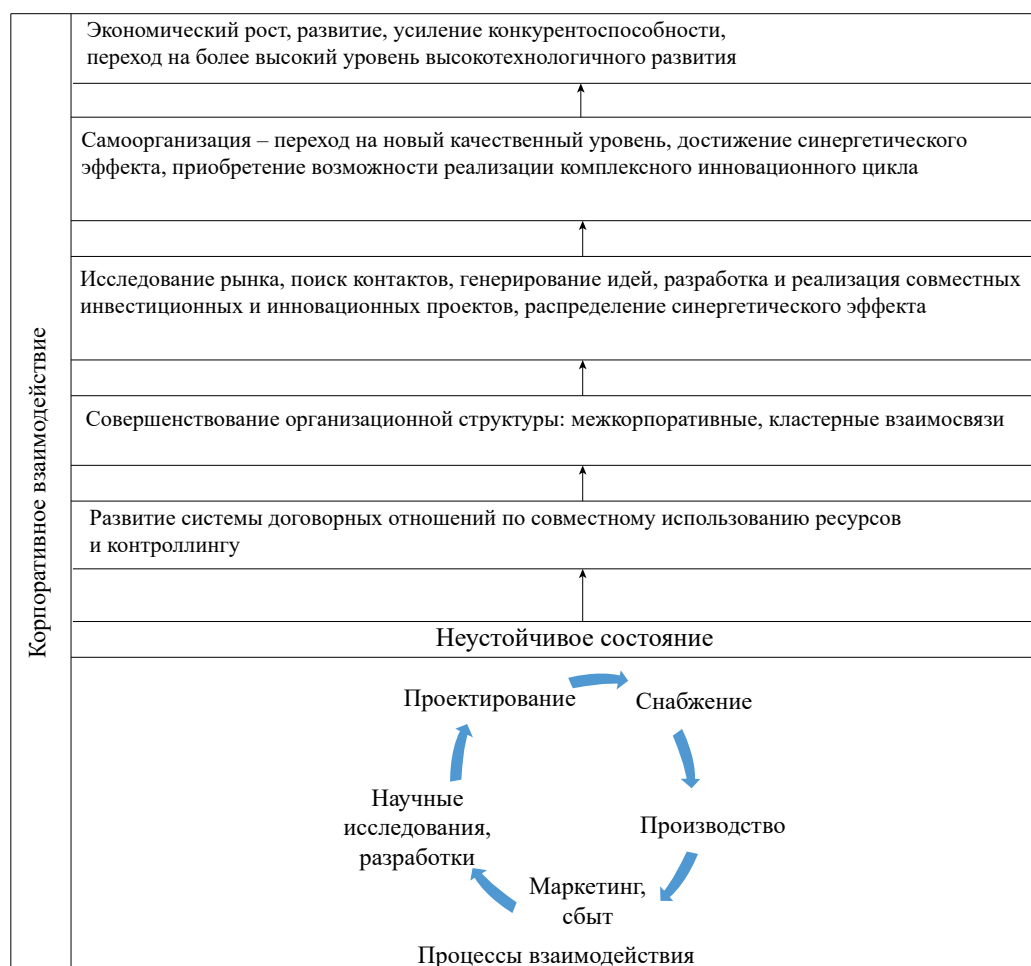 Корпоративное взаимодействие
Экономический рост, развитие, усиление конкурентоспособности,
переход на более высокий уровень высокотехнологичного развития
Самоорганизация – переход на новый качественный уровень, достижение синергетического
эффекта, приобретение возможности реализации комплексного инновационного цикла
Исследование рынка, поиск контактов, генерирование идей, разработка и реализация совместных
инвестиционных и инновационных проектов, распределение синергетического эффекта
Совершенствование организационной структуры: межкорпоративные, кластерные взаимосвязи
Развитие системы договорных отношений по совместному использованию ресурсов
и контроллингу
Неустойчивое состояние
Проектирование
Снабжение
Производство
Маркетинг,
сбыт
Научные
исследования,
разработки
Процессы взаимодействия